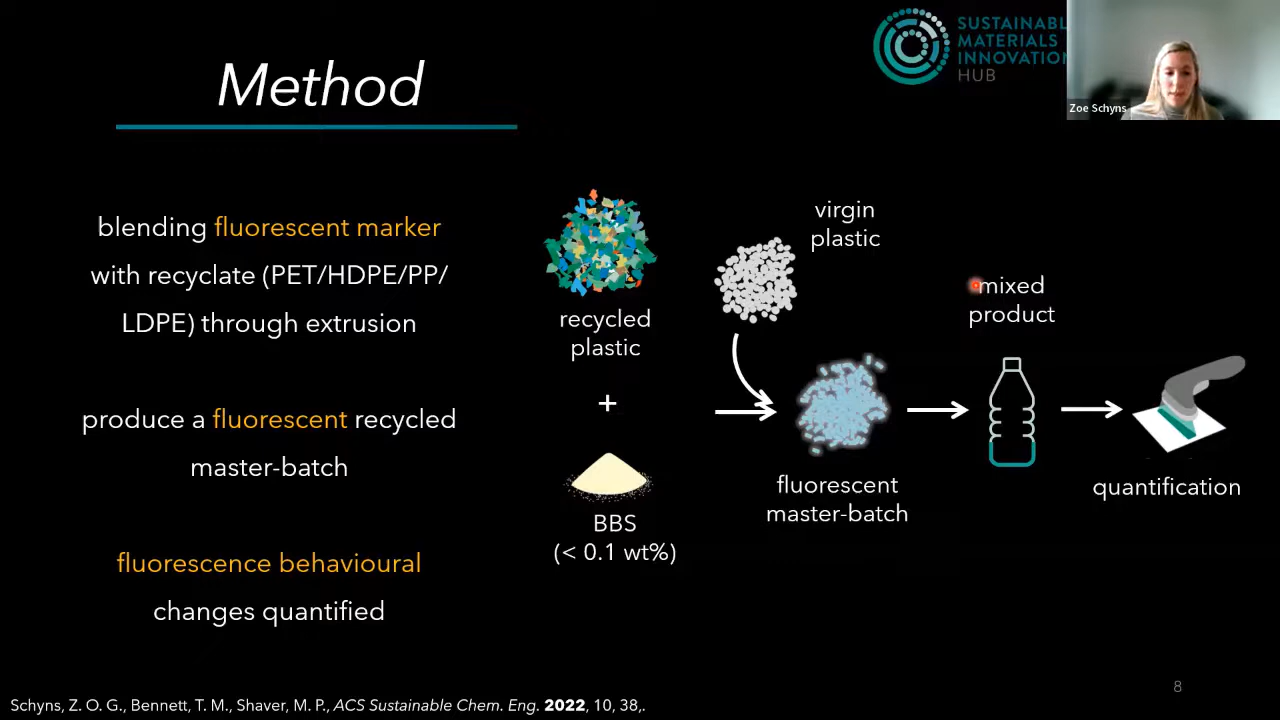 Method
SUSTAINABL
MATERIALS
INNOVATION
HUB
Zoe Schyns
blending fluorescent marker
with recyclate (PET/HDPE/PP/
LDPE) through extrusion
produce a fluorescent recycled
master-batch
fluorescence behavioural
changes quantified
recycled
plastic
+
BBS
(< 0.1 wt%)
virgin
plastic
fluorescent
master-batch
mixed
product
quantification
8
Schyns, Z. O. G., Bennett, T. M., Shaver, M. P., ACS Sustainable Chem. Eng. 2022, 10, 38,.